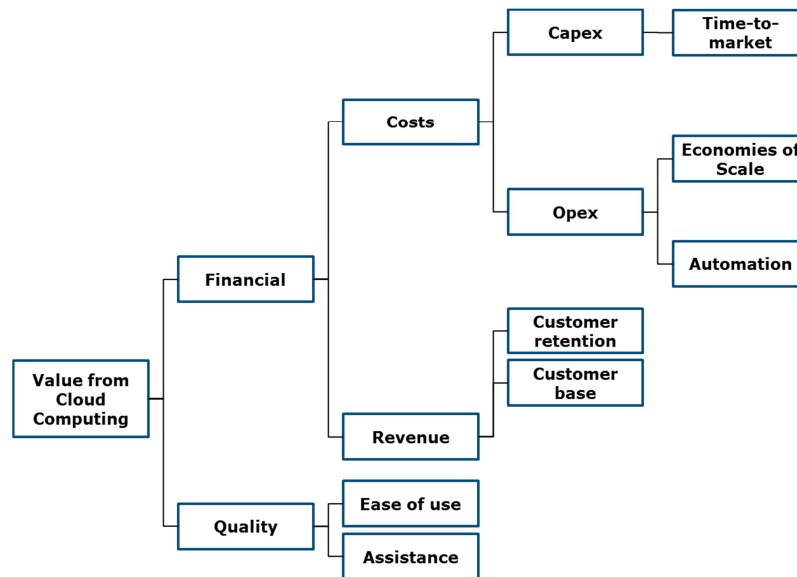 Capex
Time-to-
market
Costs
Economies of
Scale
Opex
Automation
Financial
Customer
retention
Customer
base
Value from
Cloud
Computing
Revenue
Ease of use
Quality
Assistance